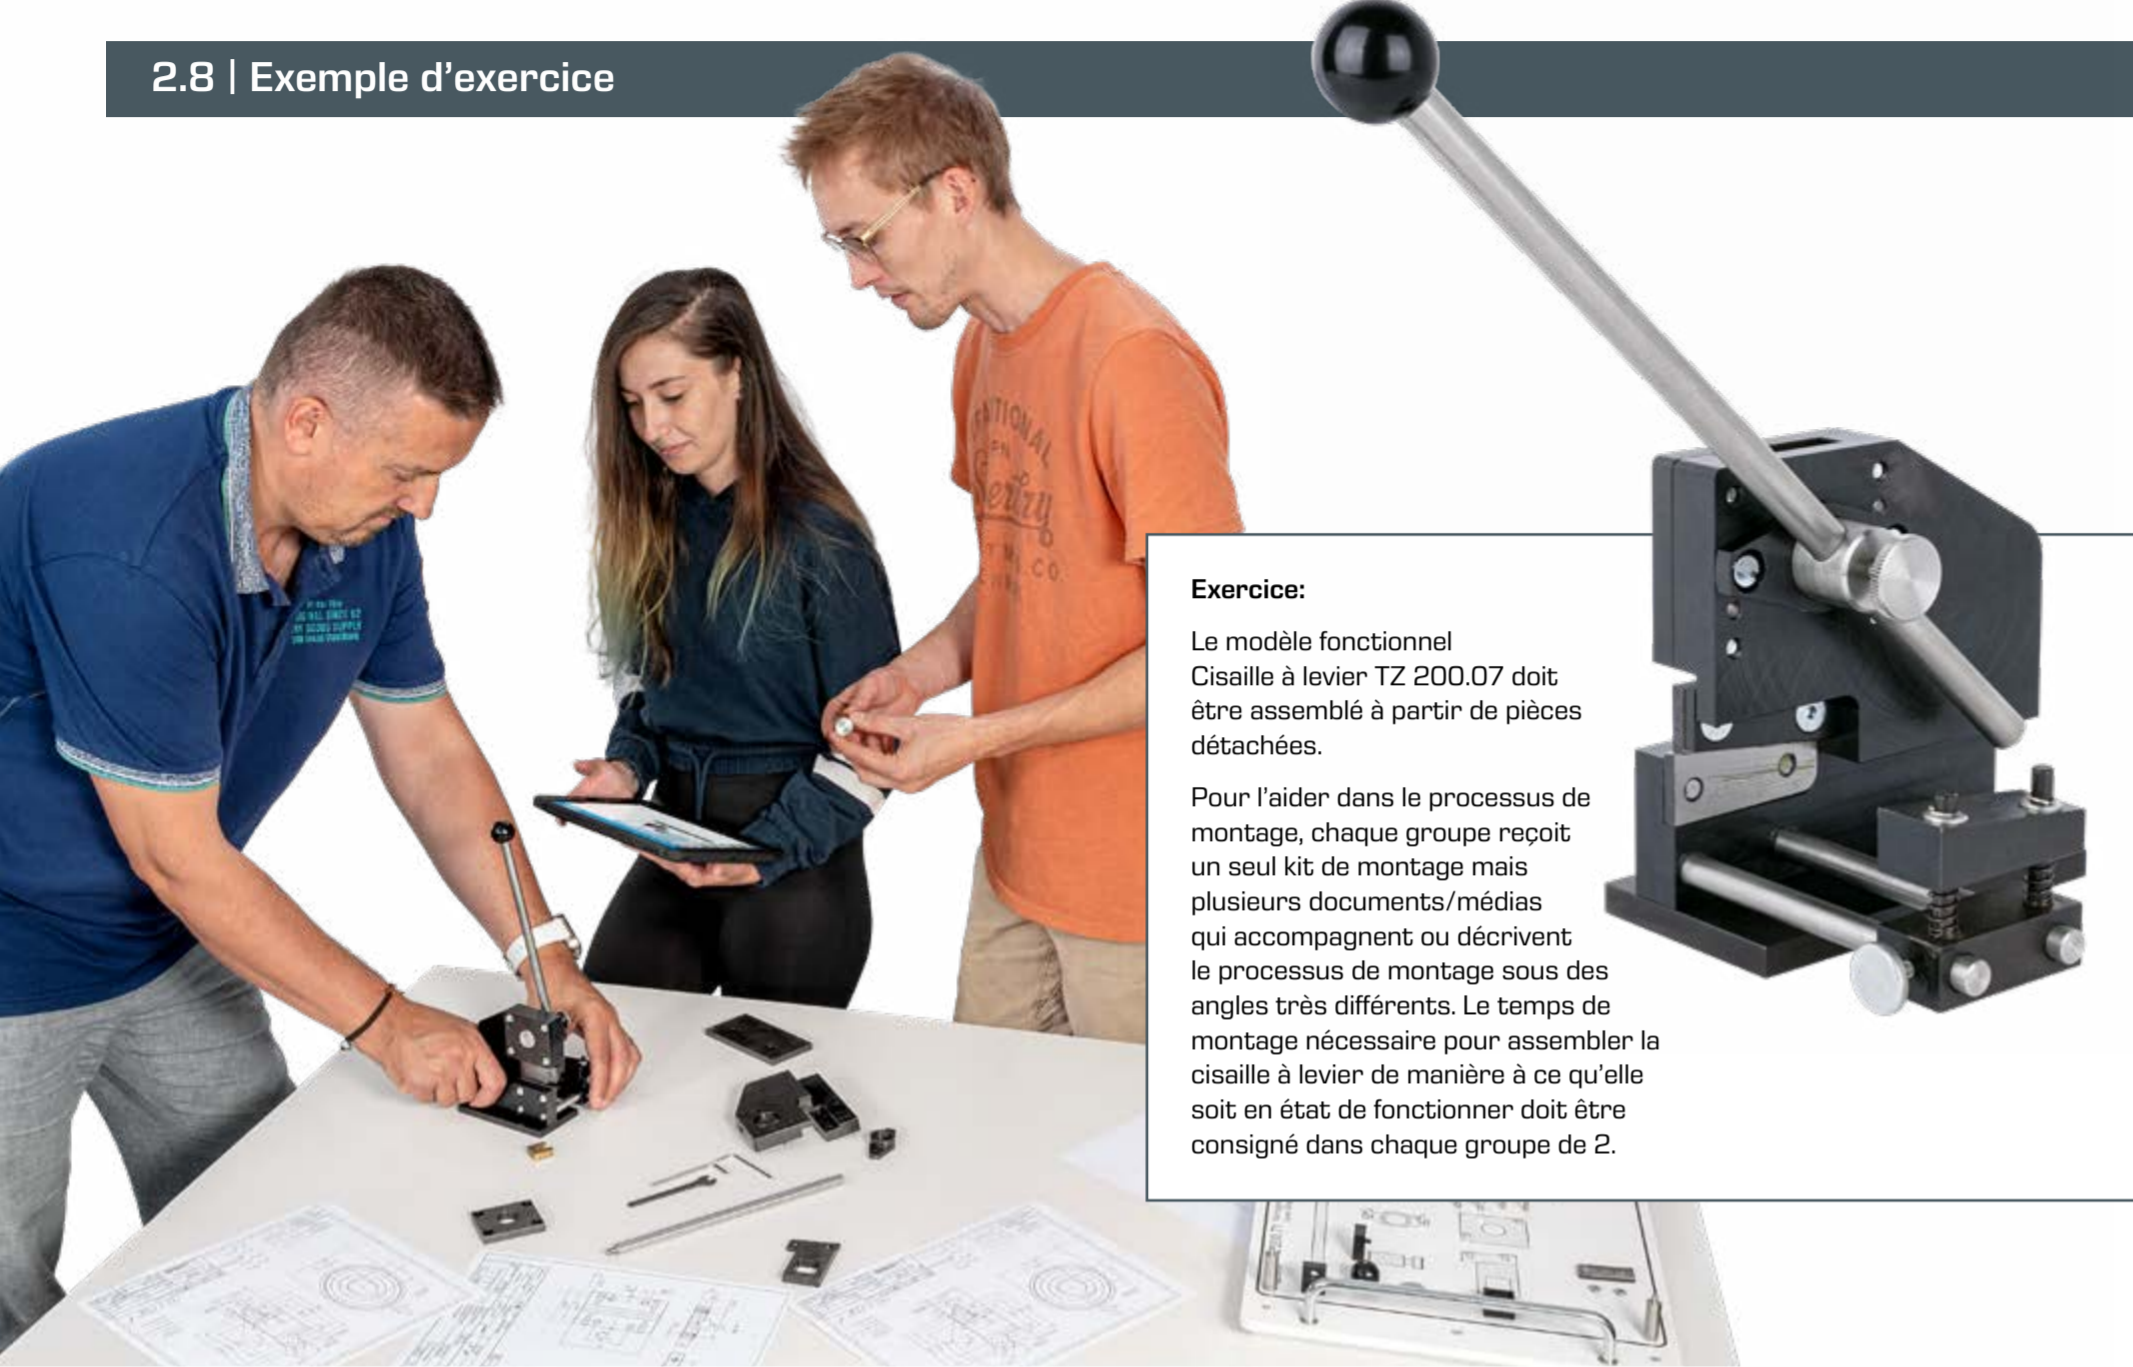 2.8 | Exemple d'exercice
Exercice:
Le modèle fonctionnel
Cisaille à levier TZ 200.07 doit
être assemblé à partir de pièces
détachées.
Pour l'aider dans le processus de
montage, chaque groupe reçoit
un seul kit de montage mais
plusieurs documents/médias
qui accompagnent ou décrivent
le processus de montage sous des
angles très différents. Le temps de
montage nécessaire pour assembler la
cisaille à levier de manière à ce qu'elle
soit en état de fonctionner doit être
consigné dans chaque groupe de 2.